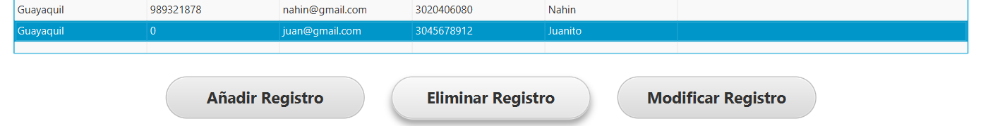 Guayaquil 989321878 nahin@gmail.com 3020406080 Nahin
Guayaquil 0 juan@gmail.com 3045678912 Juanito
Añadir Registro Eliminar Registro Modificar Registro